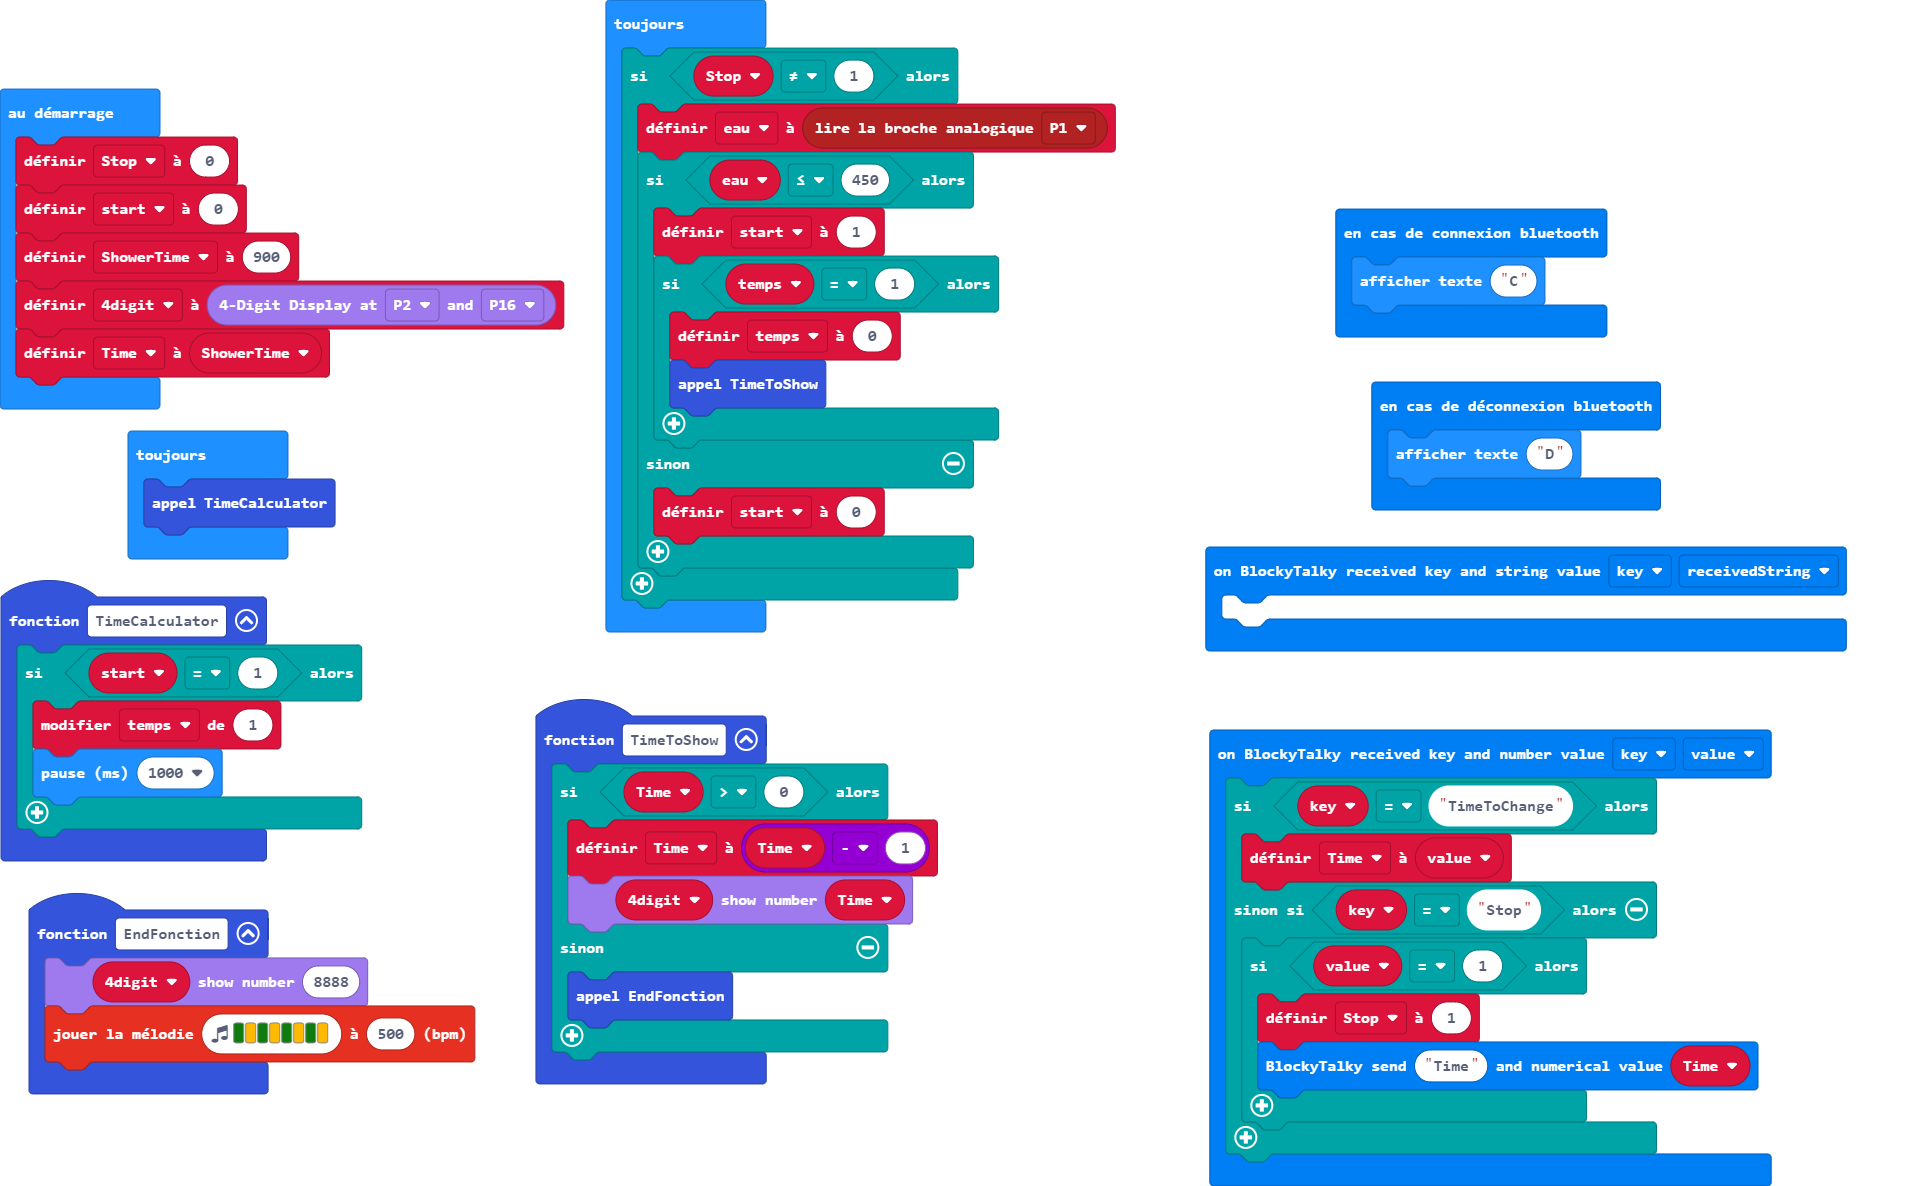 au démarrage
définir Stop à 0
définir start à 0
définir ShowerTime à 900
définir 4digit à 4-Digit Display at P2 and P16
définir Time à ShowerTime
toujours
appel TimeCalculator
fonction TimeCalculator
si start = 1 alors
modifier temps de 1
pause (ms) 1000
fonction EndFonction
4digit show number 8888
jouer la mélodie à 500 (bpm)
toujours
si Stop ≠ 1 alors
définir eau à lire la broche analogique P1
si eau ≤ 450 alors
définir start à 1
si temps = 1 alors
définir temps à 0
appel TimeToShow
sinon
définir start à 0
fonction TimeToShow
si Time > 0 alors
définir Time à Time - 1
4digit show number Time
sinon
appel EndFonction
en cas de connexion bluetooth
afficher texte "C"
en cas de déconnexion bluetooth
afficher texte "D"
on BlockyTalky received key and string value key receivedString
on BlockyTalky received key and number value key value
si key = "TimeToChange" alors
définir Time à value
sinon si key = "Stop" alors
si value = 1 alors
définir Stop à 1
BlockyTalky send "Time" and numerical value Time